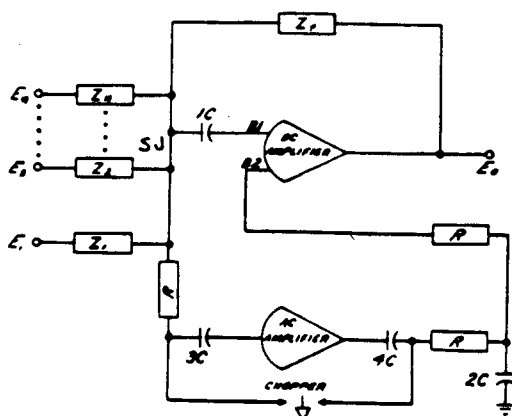 Zf
En
Zn
1C
SJ
B1
DC
AMPLIFIER
B2
E2
Z2
Eo
E1
Z1
R
R
AC
AMPLIFIER
3C
4C
R
2C
CHOPPER